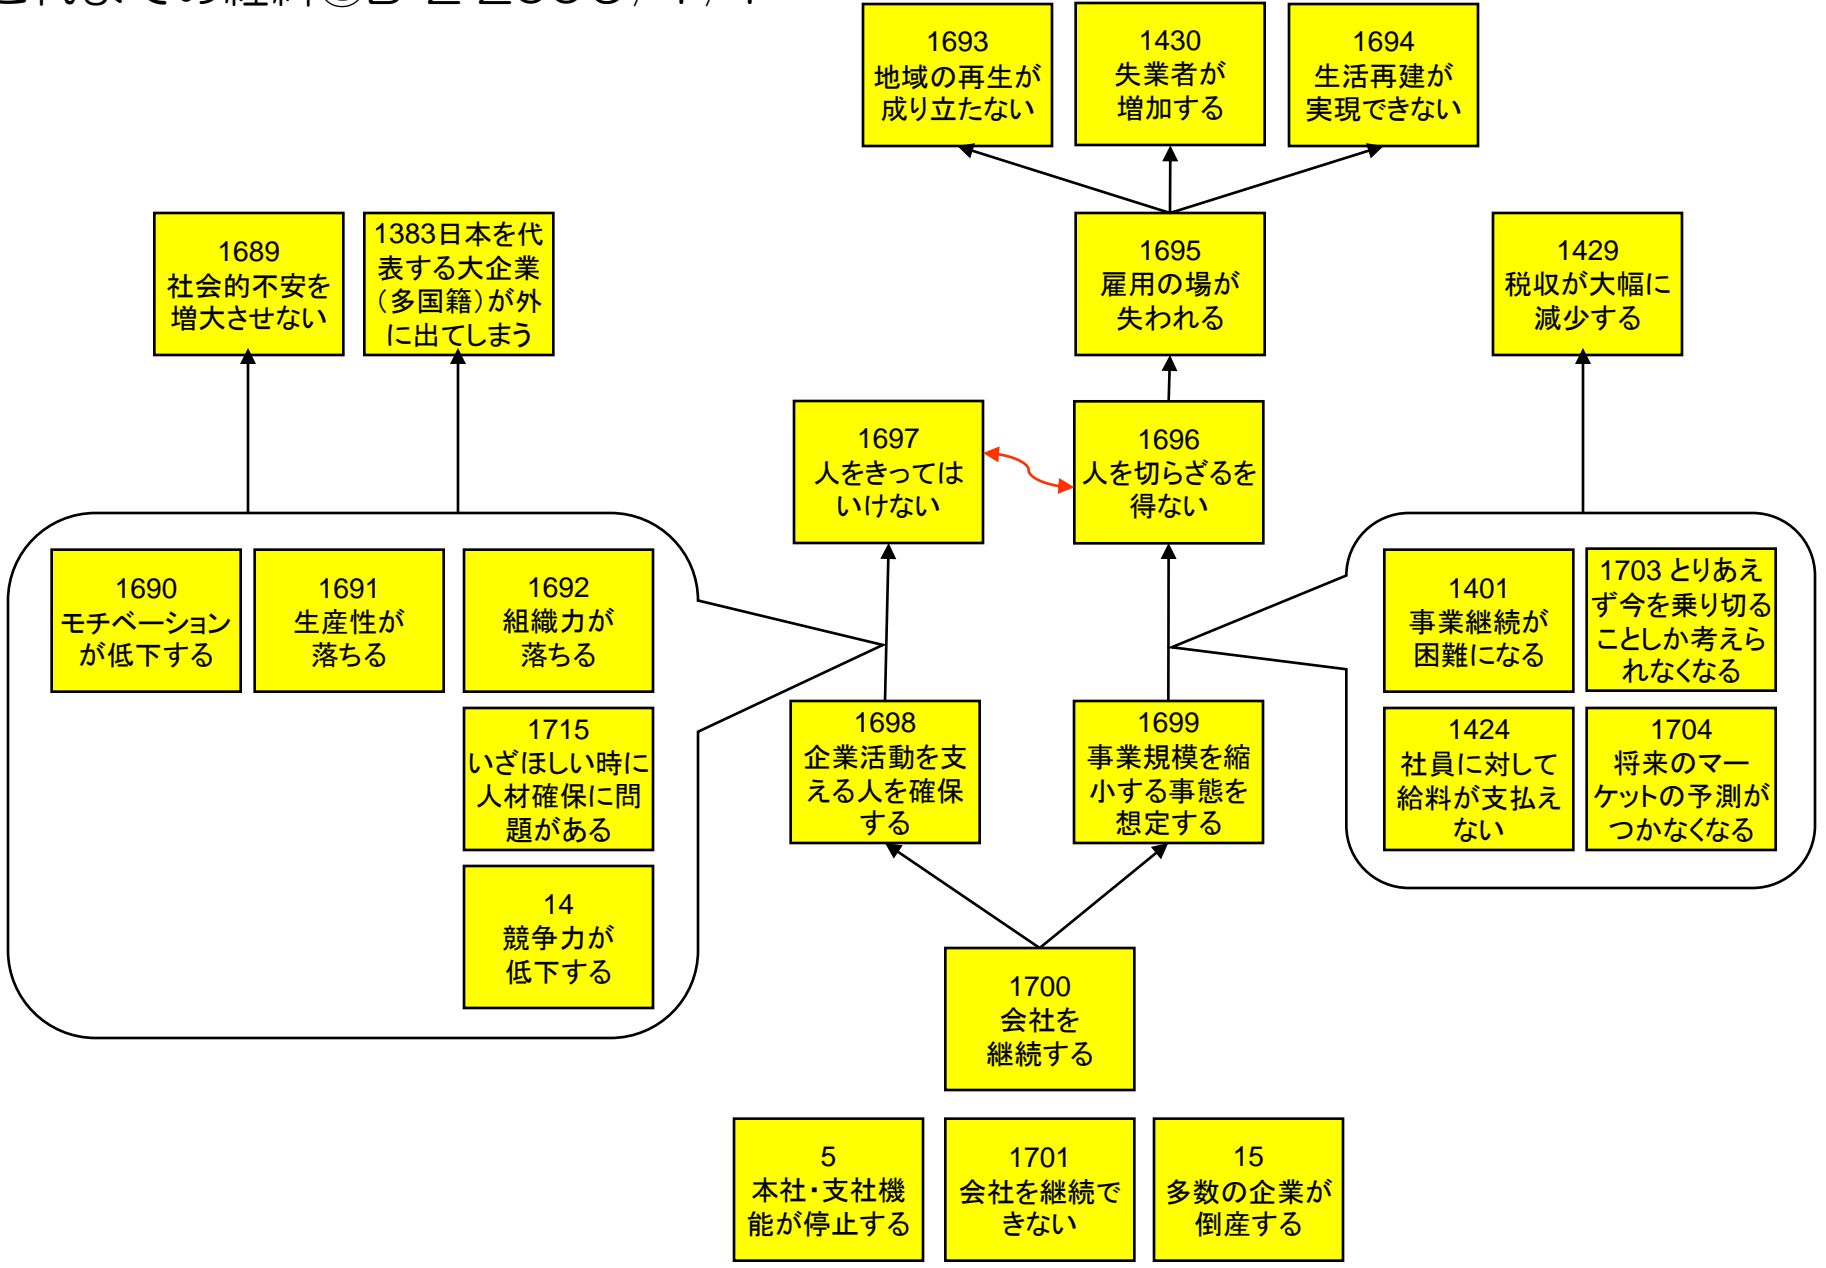 1693
地域の再生が
成り立たない
1430
失業者が
増加する
1694
生活再建が
実現できない
1689
社会的不安を
増大させない
1383日本を代
表する大企業
(多国籍)が外
に出てしまう
1695
雇用の場が
失われる
1429
税収が大幅に
減少する
1697
人をきっては
いけない
1696
人を切らざるを
得ない
1690
モチベーション
が低下する
1691
生産性が
落ちる
1692
組織力が
落ちる
1401
事業継続が
困難になる
1703 とりあえ
ず今を乗り切る
ことしか考えら
れなくなる
1715
いざほしい時に
人材確保に問
題がある
1698
企業活動を支
える人を確保
する
1699
事業規模を縮
小する事態を
想定する
1424
社員に対して
給料が支払え
ない
1704
将来のマー
ケットの予測が
つかなくなる
14
競争力が
低下する
1700
会社を
継続する
5
本社・支社機
能が停止する
1701
会社を継続で
きない
15
多数の企業が
倒産する